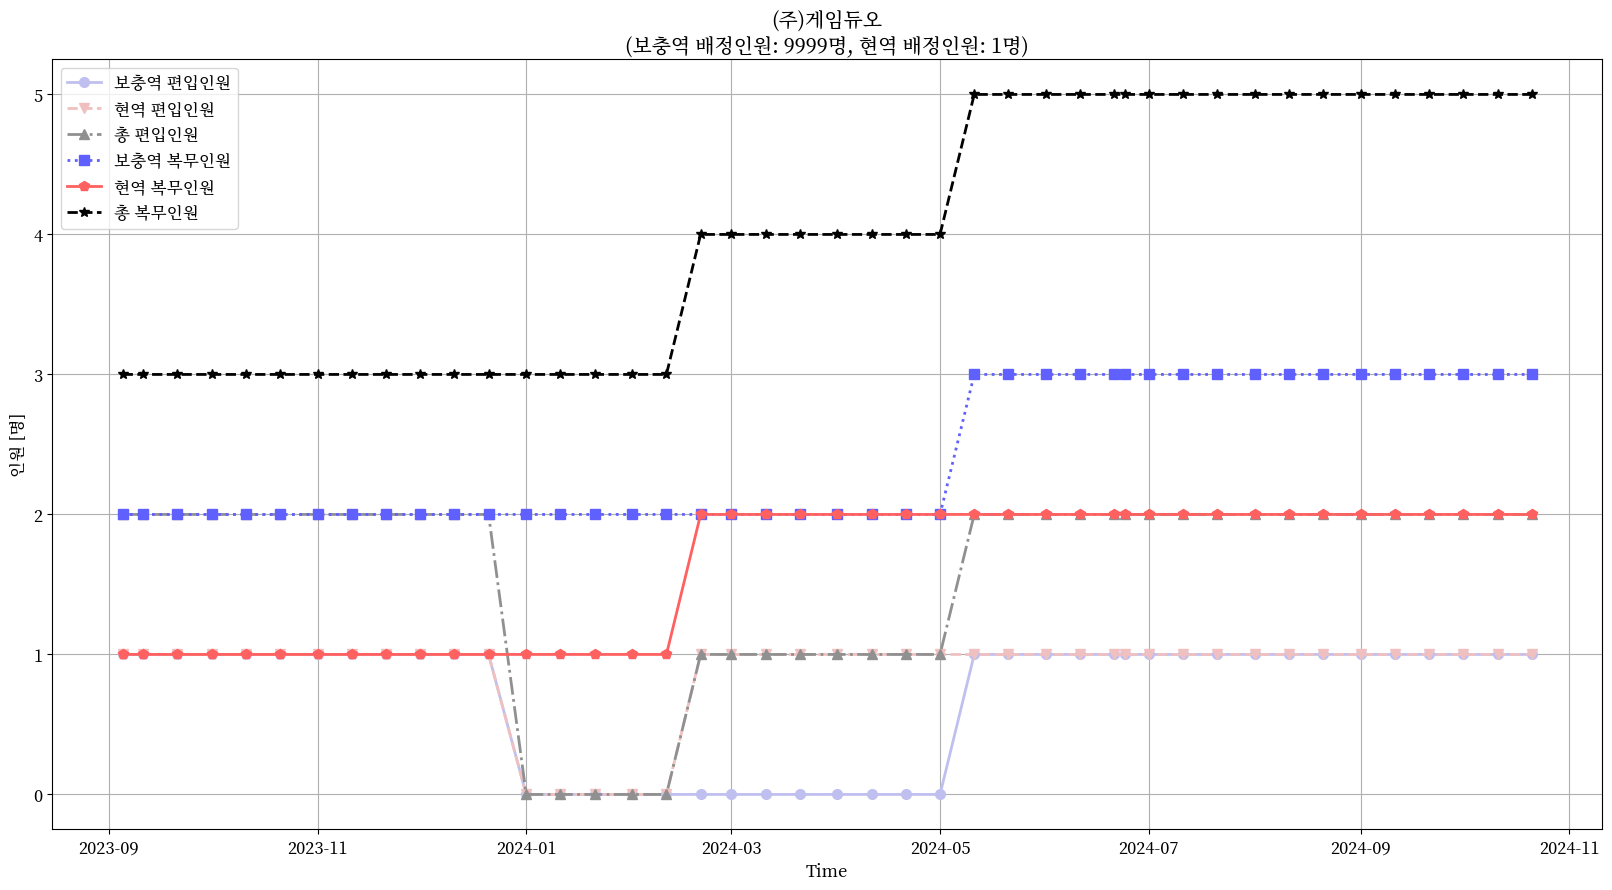 (주)게임듀오
(보충역 배정인원: 9999명, 현역 배정인원: 1명)
보충역 편입인원
현역 편입인원
총 편입인원
보충역 복무인원
현역 복무인원
총 복무인원
5
4
3
2
1
0
인원 [명]
2023-09 2023-11 2024-01 2024-03 2024-05 2024-07 2024-09 2024-11
Time